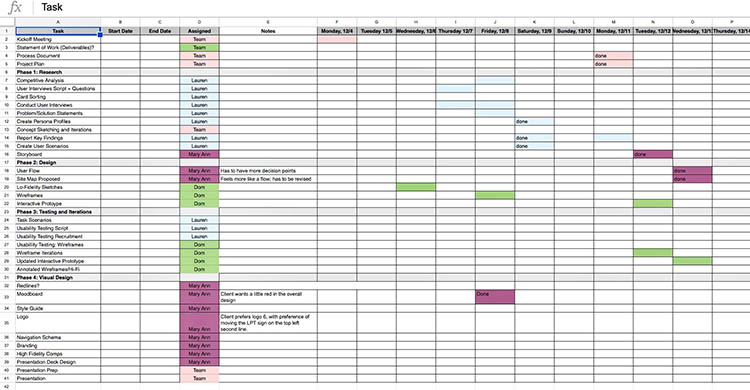 fx Task
A B C D E F G H I J K L M N O P
1 Task Start Date End Date Assigned Notes Monday, 12/4 Tuesday 12/5 Wednesday, 12/6 Thursday 12/7 Friday, 12/8 Saturday, 12/9 Sunday, 12/10 Monday, 12/11 Tuesday, 12/12 Wednesday, 12/13 Thursday, 12/14
2 Kickoff Meeting Team
3 Statement of Work (Deliverables)? Team
4 Process Document Team done
5 Project Plan Team done
6 Phase 1: Research
7 Competitive Analysis Lauren
8 User Interviews Script + Questions Lauren
9 Card Sorting Lauren
10 Conduct User Interviews Lauren
11 Problem/Solution Statements Lauren
12 Create Persona Profiles Lauren done
13 Concept Sketching and Iterations Team
14 Report Key Findings Lauren done
15 Create User Scenarios Lauren done
16 Storyboard Mary Ann done
17 Phase 2: Design
18 User Flow Mary Ann Has to have more decision points done
19 Site Map Proposed Mary Ann Feels more like a flow; has to be revised done
20 Lo-Fidelity Sketches Dom
21 Wireframes Dom
22 Interactive Protoype Dom
23 Phase 3: Testing and Iterations
24 Task Scenarios Lauren
25 Usability Testing Script Lauren
26 Usability Testing Recruitment Lauren
27 Usability Testing: Wireframes Dom
28 Wireframe Iterations Dom
29 Updated Interactive Prototype Dom
30 Annotated Wireframes/Hi-Fi Dom
31 Phase 4: Visual Design
32 Redlines? Mary Ann
33 Moodboard Mary Ann Client wants a little red in the overall design Done
34 Style Guide Mary Ann
35 Logo Mary Ann Client prefers logo 6, with preference of moving the LPT sign on the top left second line.
36 Navigation Schema Mary Ann
37 Branding Mary Ann
38 High Fidelity Comps Mary Ann
39 Presentation Deck Design Mary Ann
40 Presentation Prep Team
41 Presentation Team
42